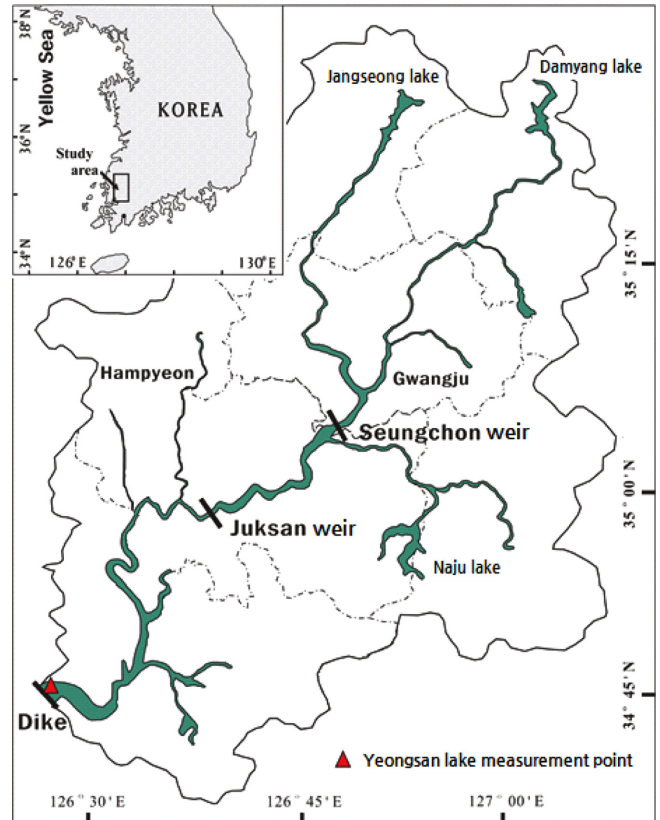 38°N
36°N
34°N
Yellow Sea
KOREA
Study
area
126°E
130°E
Jangseong lake
Damyang lake
35°15'N
Hampyeon
Gwangju
Seungchon weir
35°00'N
Juksan weir
Naju lake
34°45'N
Dike
Yeongsan lake measurement point
126°30'E
126°45'E
127°00'E